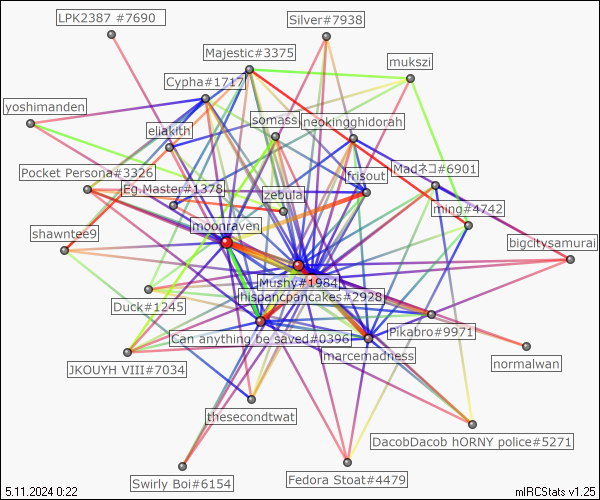 LPK2387 #7690
Silver#7938
Majestic#3375
mukszi
Cypha#1717
yoshimanden
somass
neokingghidorah
eliakith
Pocket Persona#3326
frisout
Madネコ#6901
Eg.Master#1378
zebula
ming#4742
moonraven
shawntee9
bigcitysamurai
Mushy#1984
hispancpancakes#2928
Duck#1245
Can anything be saved#0396
Pikabro#9971
marcemadness
JKOUYH VIII#7034
normalwan
thesecondtwat
DacobDacob hORNY police#5271
Swirly Boi#6154
Fedora Stoat#4479
5.11.2024 0:22
mIRCStats v1.25